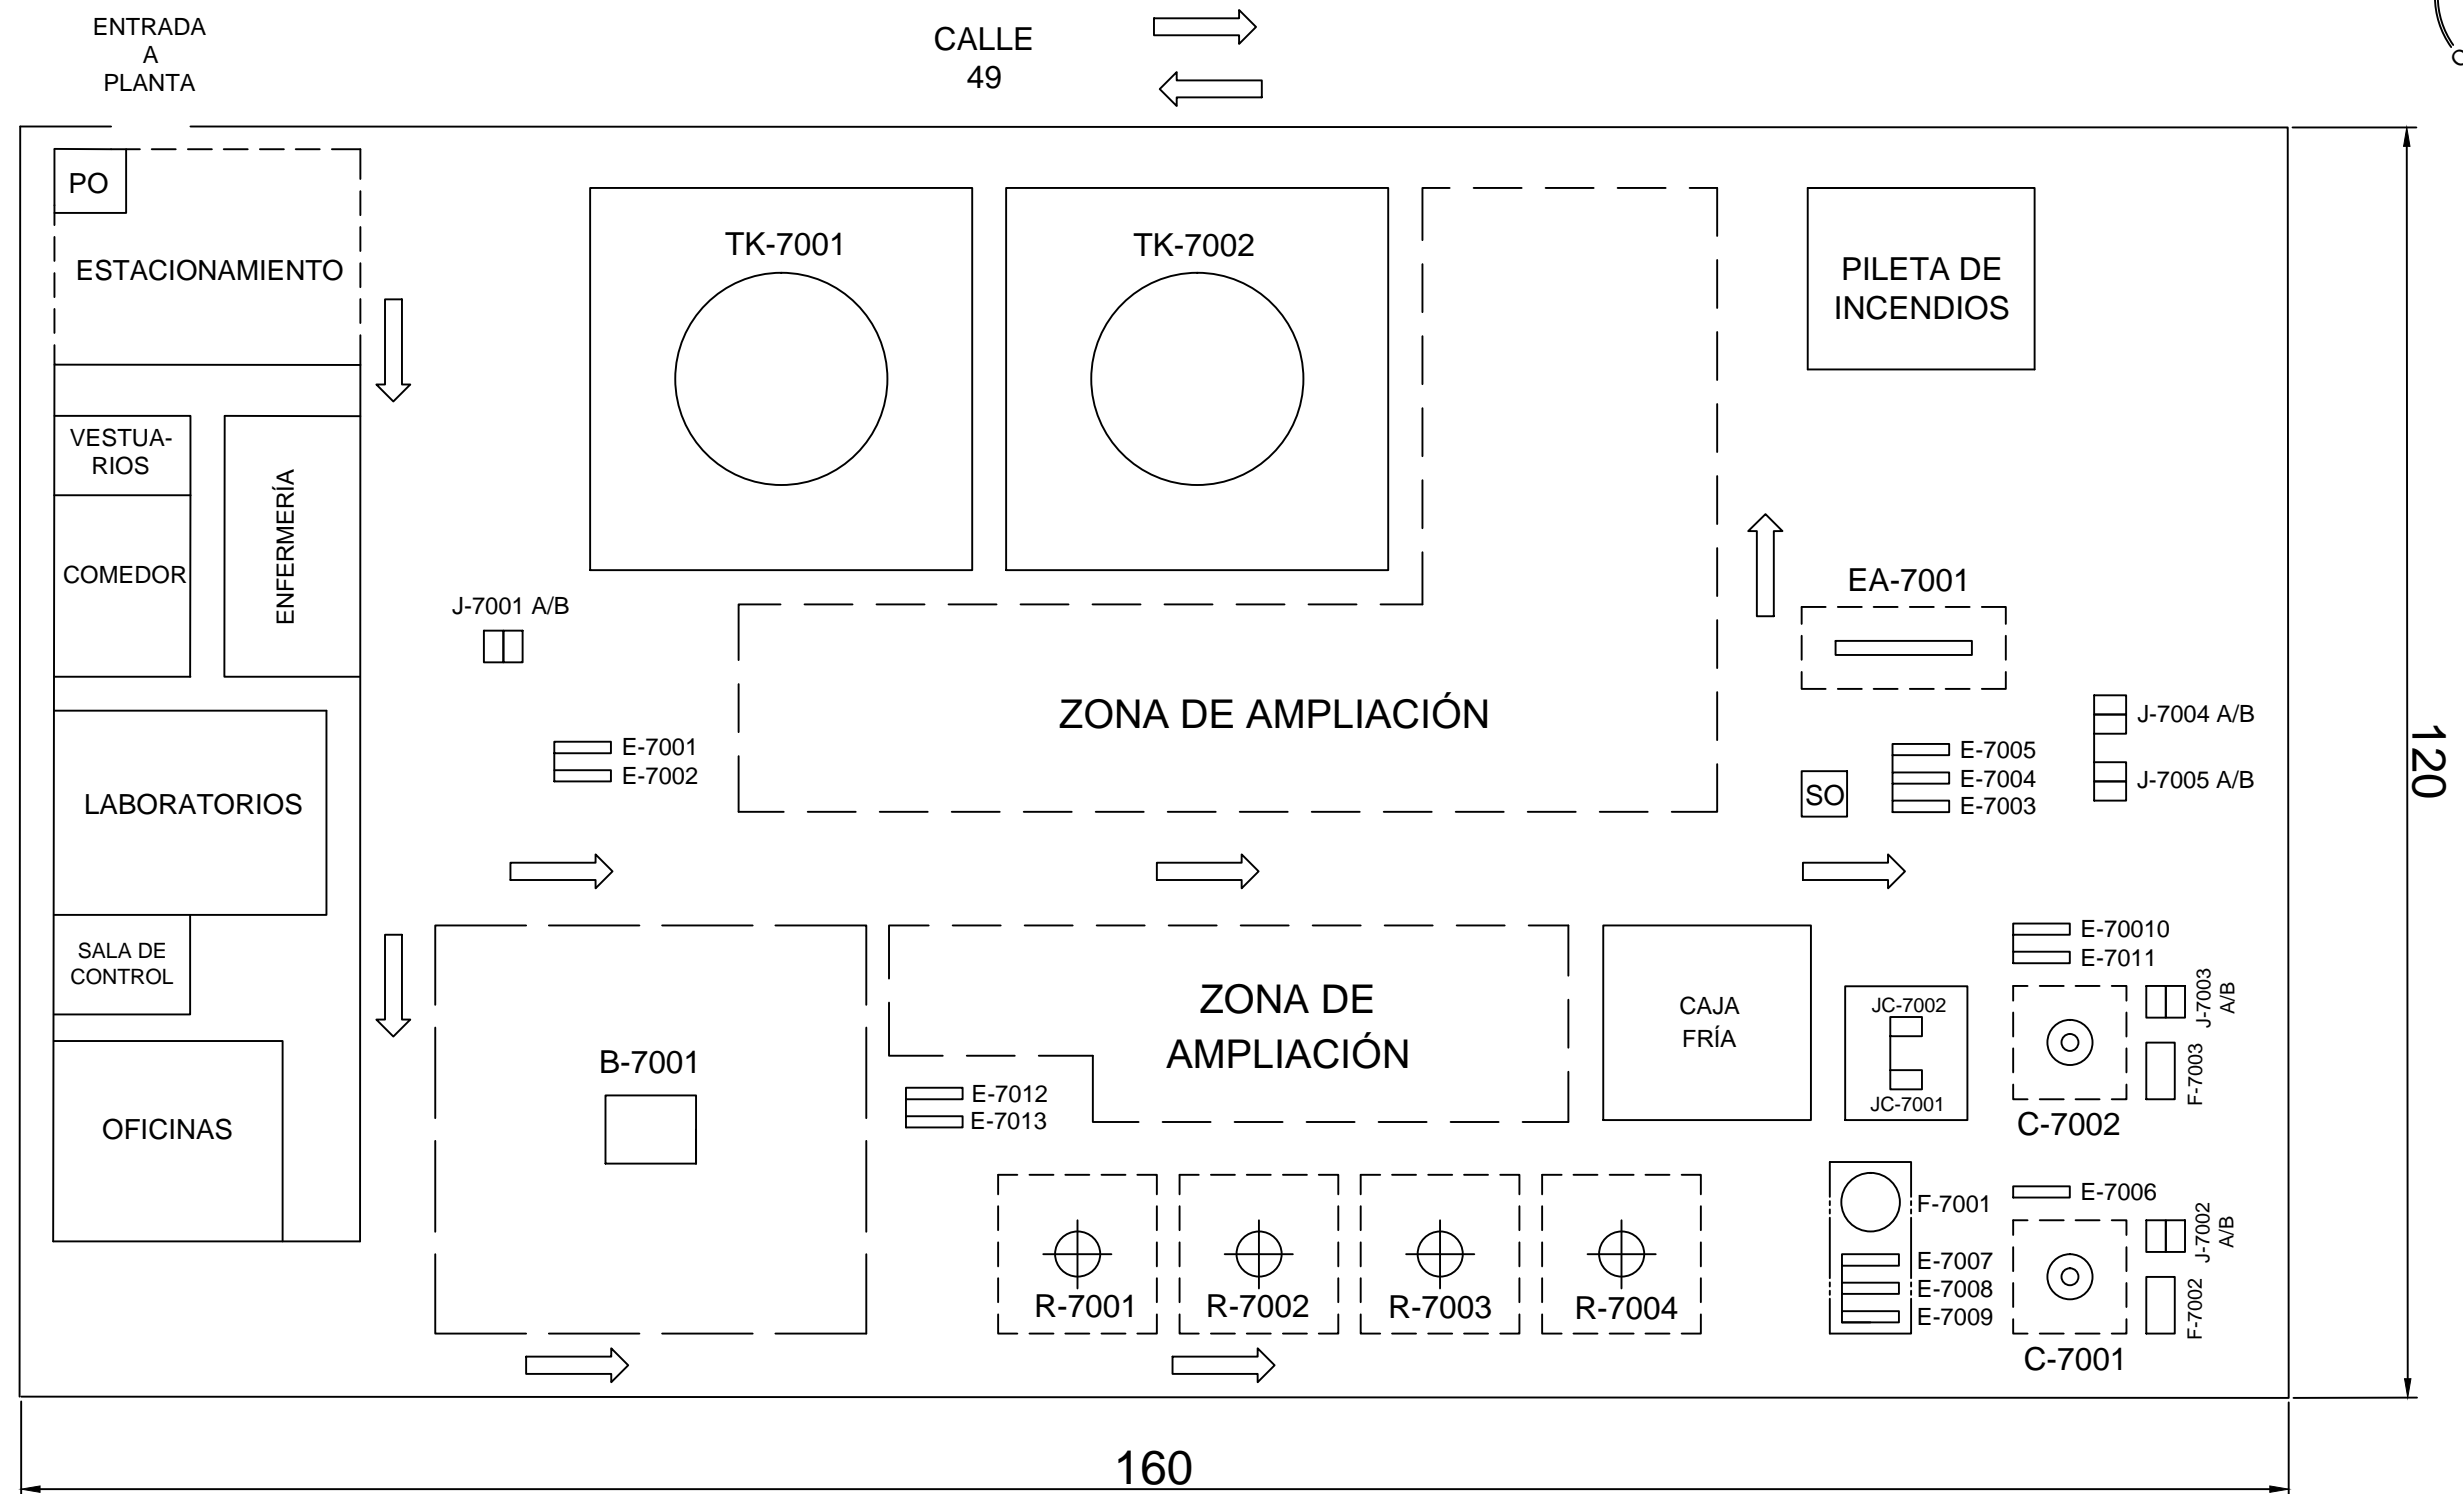 ENTRADA
A
PLANTA
CALLE
49
O
PO
ESTACIONAMIENTO
TK-7001
TK-7002
PILETA DE
INCENDIOS
VESTUA-
RIOS
ENFERMERÍA
COMEDOR
J-7001 A/B
EA-7001
ZONA DE AMPLIACIÓN
J-7004 A/B
E-7001
E-7002
E-7005
E-7004
E-7003
J-7005 A/B
SO
120
LABORATORIOS
SALA DE
CONTROL
E-70010
E-7011
ZONA DE
AMPLIACIÓN
CAJA
FRÍA
JC-7002
JC-7001
J-7003
A/B
F-7003
C-7002
B-7001
E-7012
E-7013
OFICINAS
R-7001
R-7002
R-7003
R-7004
F-7001
E-7007
E-7008
E-7009
E-7006
J-7002
A/B
F-7002
C-7001
160